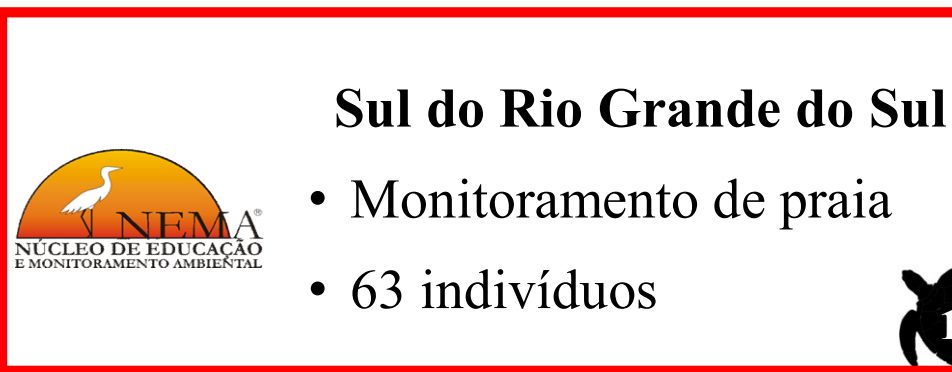 Sul do Rio Grande do Sul
• Monitoramento de praia
• 63 indivíduos
NEMA®
NÚCLEO DE EDUCAÇÃO
E MONITORAMENTO AMBIENTAL